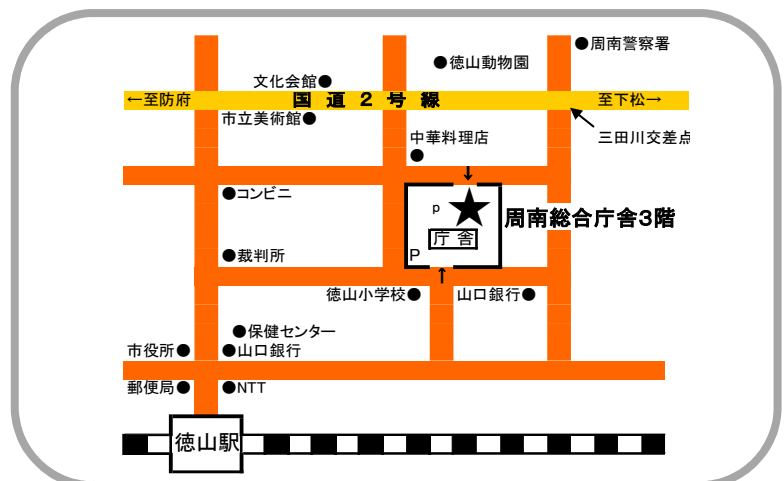 ●周南警察署
●徳山動物園
文化会館●
←至防府
国道2号線
至下松→
市立美術館●
中華料理店
●
三田川交差点
↓
●コンビニ
p
★
周南総合庁舎3階
庁舎
●裁判所
P
↑
徳山小学校●
山口銀行●
●保健センター
市役所●
●山口銀行
郵便局●
●NTT
徳山駅